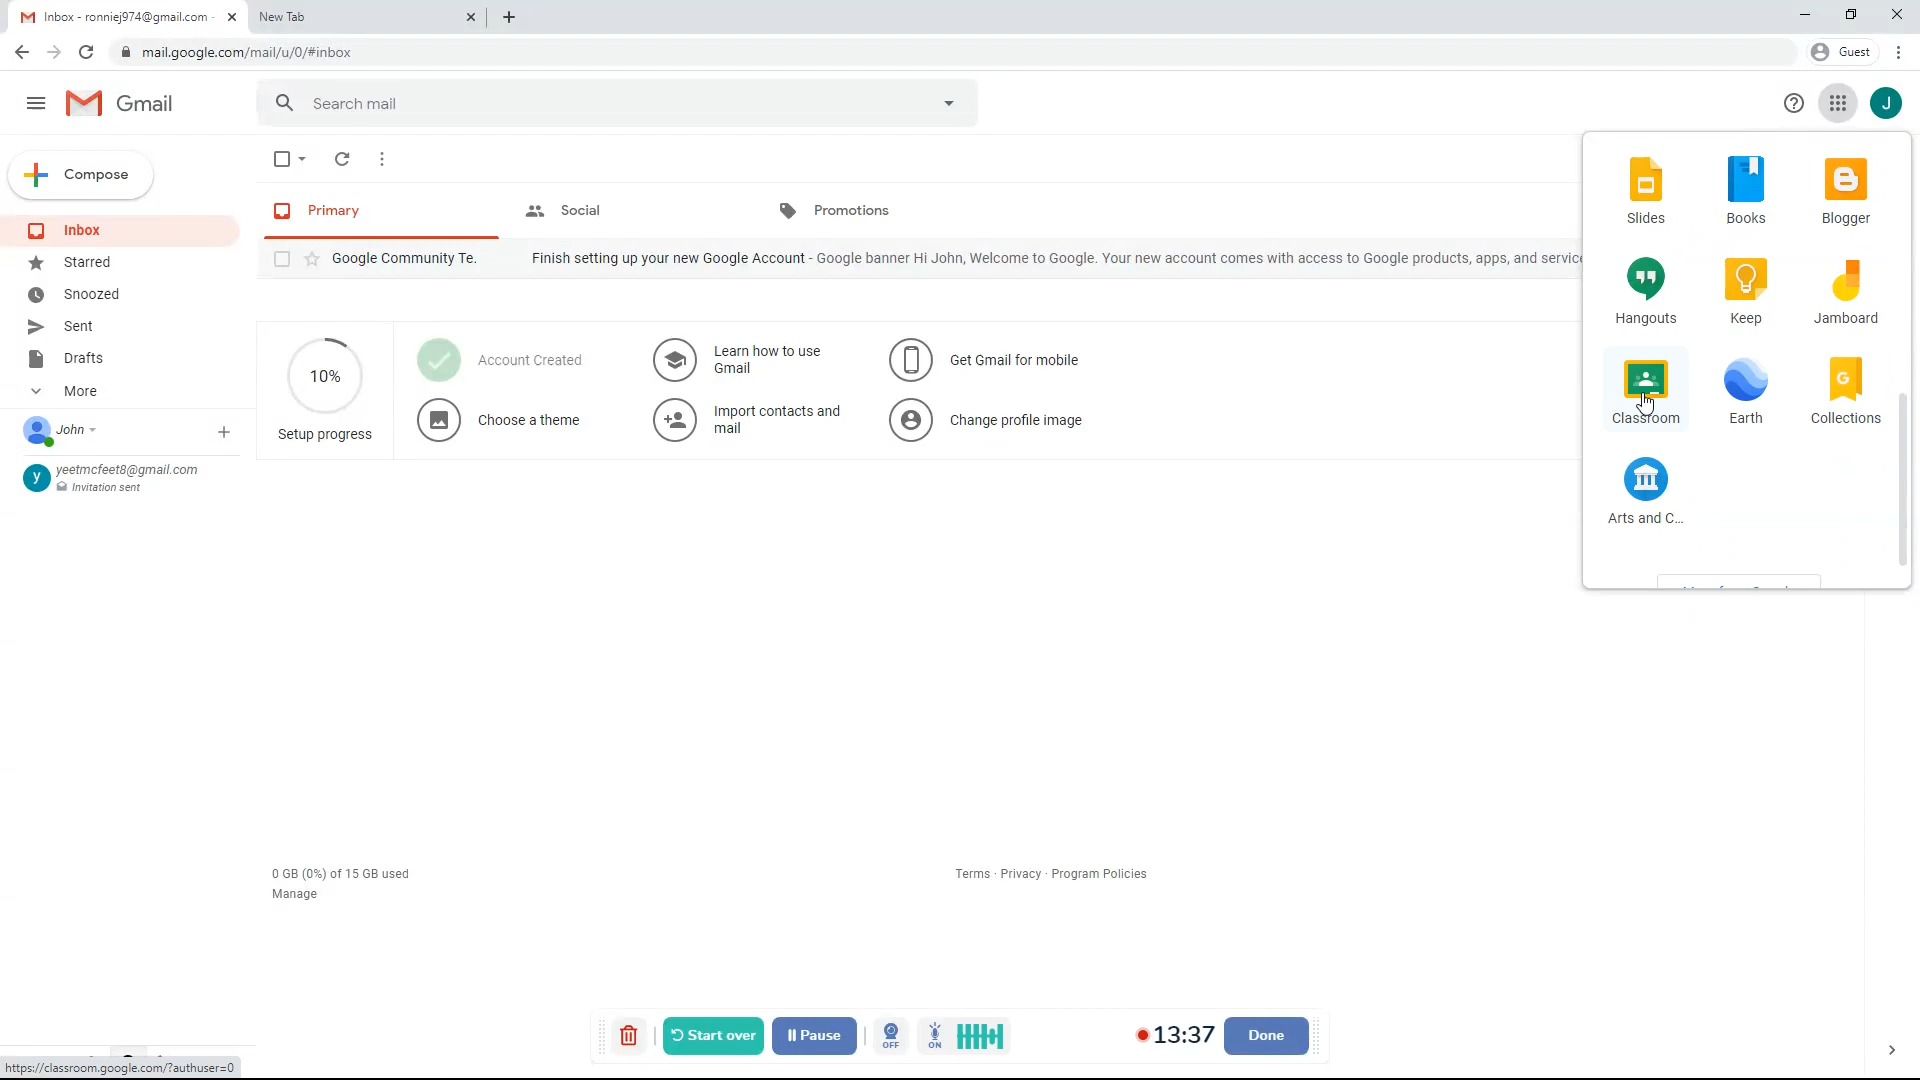 Inbox - ronniej974@gmail.com -
New Tab
mail.google.com/mail/u/0/#inbox
Guest
Gmail
Search mail
J
Compose
Inbox
Starred
Snoozed
Sent
Drafts
More
John
yeetmcfeet8@gmail.com
Invitation sent
y
Primary
Social
Promotions
Google Community Te.
Finish setting up your new Google Account - Google banner Hi John, Welcome to Google. Your new account comes with access to Google products, apps, and service
10%
Setup progress
Account Created
Learn how to use
Gmail
Get Gmail for mobile
Choose a theme
Import contacts and
mail
Change profile image
Slides
Books
Blogger
Hangouts
Keep
Jamboard
Classroom
Earth
G
Collections
Arts and C...
0 GB (0%) of 15 GB used
Manage
Terms · Privacy · Program Policies
Start over
Pause
OFF
ON
13:37
Done
https://classroom.google.com/?authuser=0